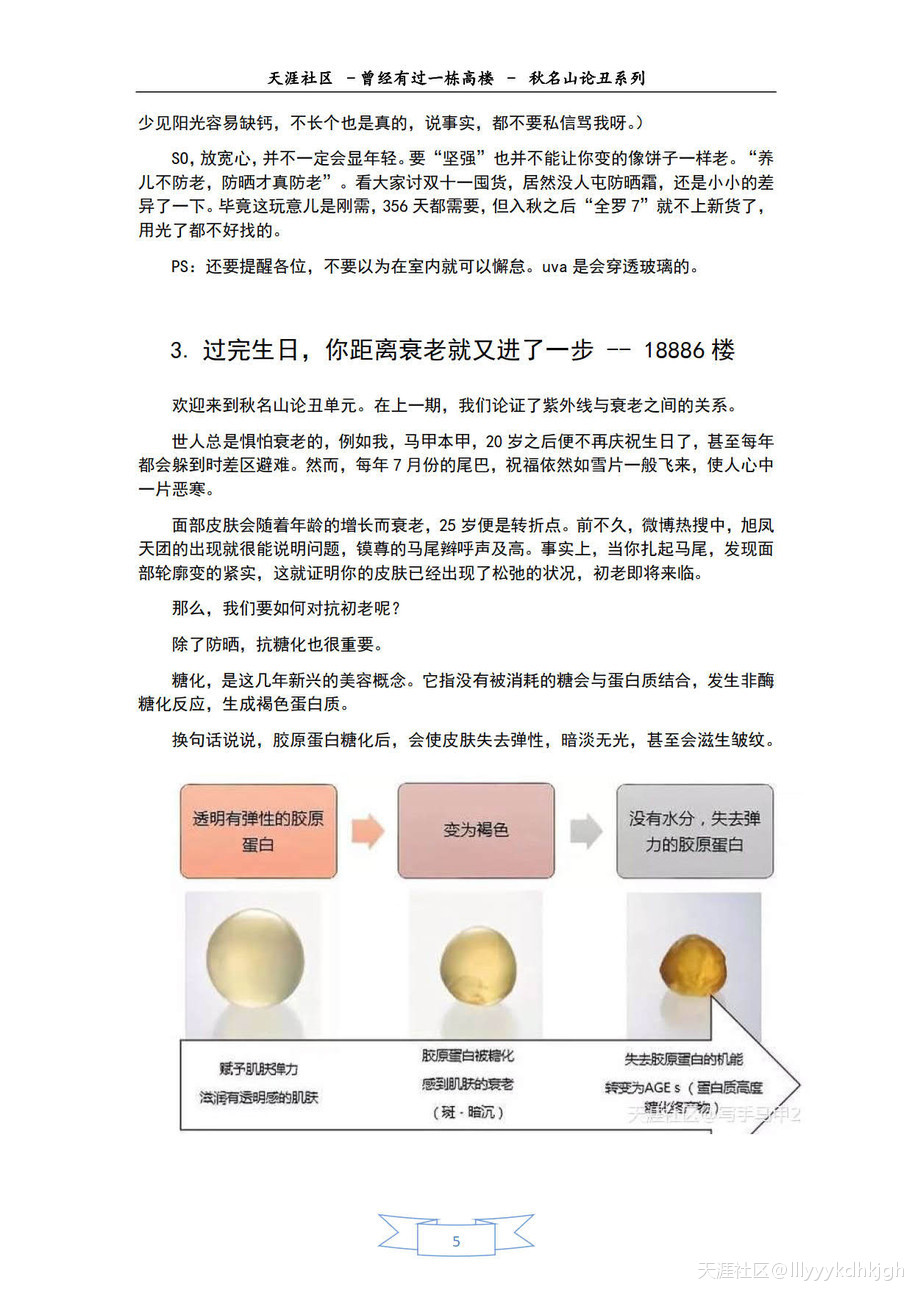 天涯社区 －曾经有过一栋高楼 － 秋名山论丑系列
少见阳光容易缺钙，不长个也是真的，说事实，都不要私信骂我呀。）
SO，放宽心，并不一定会显年轻。要“坚强”也并不能让你变的像饼子一样老。“养
儿不防老，防晒才真防老”。看大家讨双十一囤货，居然没人屯防晒霜，还是小小的差
异了一下。毕竟这玩意儿是刚需，356 天都需要，但入秋之后“全罗 7”就不上新货了，
用光了都不好找的。
PS：还要提醒各位，不要以为在室内就可以懈怠。uva 是会穿透玻璃的。
3. 过完生日，你距离衰老就又进了一步 -- 18886 楼
欢迎来到秋名山论丑单元。在上一期，我们论证了紫外线与衰老之间的关系。
世人总是惧怕衰老的，例如我，马甲本甲，20 岁之后便不再庆祝生日了，甚至每年
都会躲到时差区避难。然而，每年 7 月份的尾巴，祝福依然如雪片一般飞来，使人心中
一片恶寒。
面部皮肤会随着年龄的增长而衰老，25 岁便是转折点。前不久，微博热搜中，旭凤
天团的出现就很能说明问题，镆尊的马尾辫呼声及高。事实上，当你扎起马尾，发现面
部轮廓变的紧实，这就证明你的皮肤已经出现了松弛的状况，初老即将来临。
那么，我们要如何对抗初老呢？
除了防晒，抗糖化也很重要。
糖化，是这几年新兴的美容概念。它指没有被消耗的糖会与蛋白质结合，发生非酶
糖化反应，生成褐色蛋白质。
换句话说说，胶原蛋白糖化后，会使皮肤失去弹性，暗淡无光，甚至会滋生皱纹。
透明有弹性的胶原
蛋白
变为褐色
没有水分，失去弹
力的胶原蛋白
赋予肌肤弹力
滋润有透明感的肌肤
胶原蛋白被糖化
感到肌肤的衰老
（斑·暗沉）
失去胶原蛋白的机能
转变为AGE s（蛋白质高度
糖化终产物）
天涯社区@写手马甲2
5
天涯社区@lllyyykdhkjgh